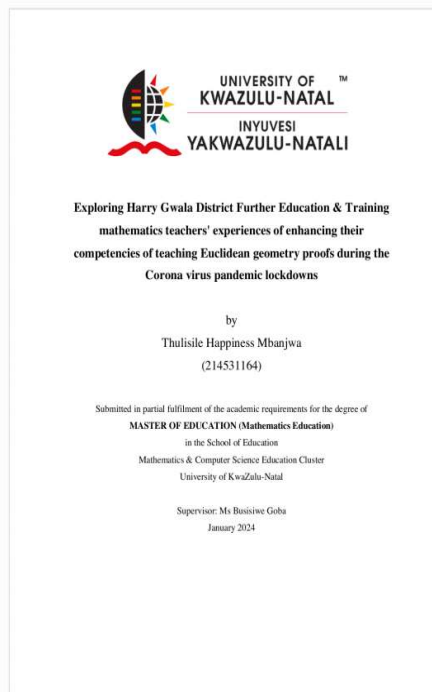 UNIVERSITY OF ™
KWAZULU-NATAL
INYUVESI
YAKWAZULU-NATALI
Exploring Harry Gwala District Further Education & Training
mathematics teachers' experiences of enhancing their
competencies of teaching Euclidean geometry proofs during the
Corona virus pandemic lockdowns
by
Thulisile Happiness Mbanjwa
(214531164)
Submitted in partial fulfilment of the academic requirements for the degree of
MASTER OF EDUCATION (Mathematics Education)
in the School of Education
Mathematics & Computer Science Education Cluster
University of KwaZulu-Natal
Supervisor: Ms Busisiwe Goba
January 2024